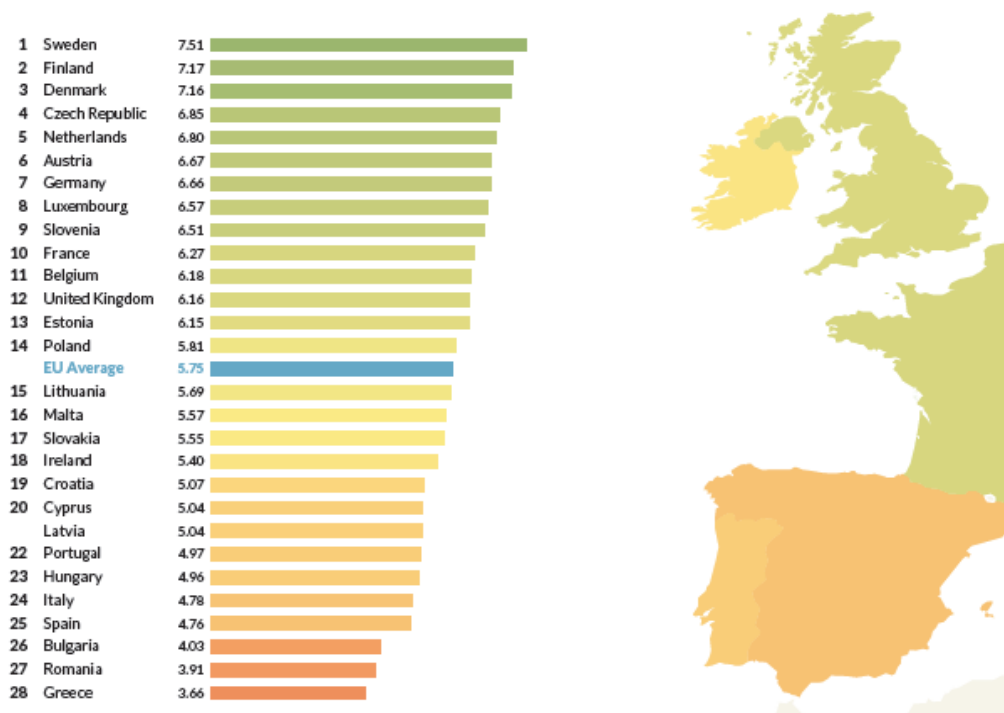 1 Sweden 7.51
2 Finland 7.17
3 Denmark 7.16
4 Czech Republic 6.85
5 Netherlands 6.80
6 Austria 6.67
7 Germany 6.66
8 Luxembourg 6.57
9 Slovenia 6.51
10 France 6.27
11 Belgium 6.18
12 United Kingdom 6.16
13 Estonia 6.15
14 Poland 5.81
EU Average 5.75
15 Lithuania 5.69
16 Malta 5.57
17 Slovakia 5.55
18 Ireland 5.40
19 Croatia 5.07
20 Cyprus 5.04
Latvia 5.04
22 Portugal 4.97
23 Hungary 4.96
24 Italy 4.78
25 Spain 4.76
26 Bulgaria 4.03
27 Romania 3.91
28 Greece 3.66